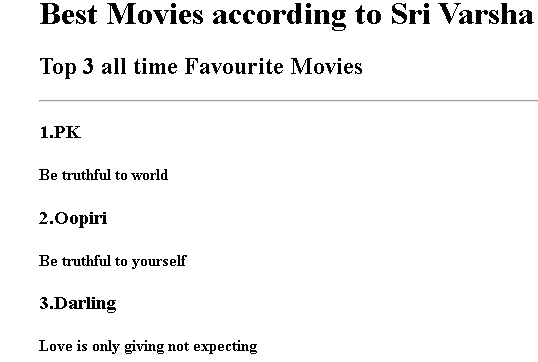 Best Movies according to Sri Varsha
Top 3 all time Favourite Movies
1.PK
Be truthful to world
2.Oopiri
Be truthful to yourself
3.Darling
Love is only giving not expecting